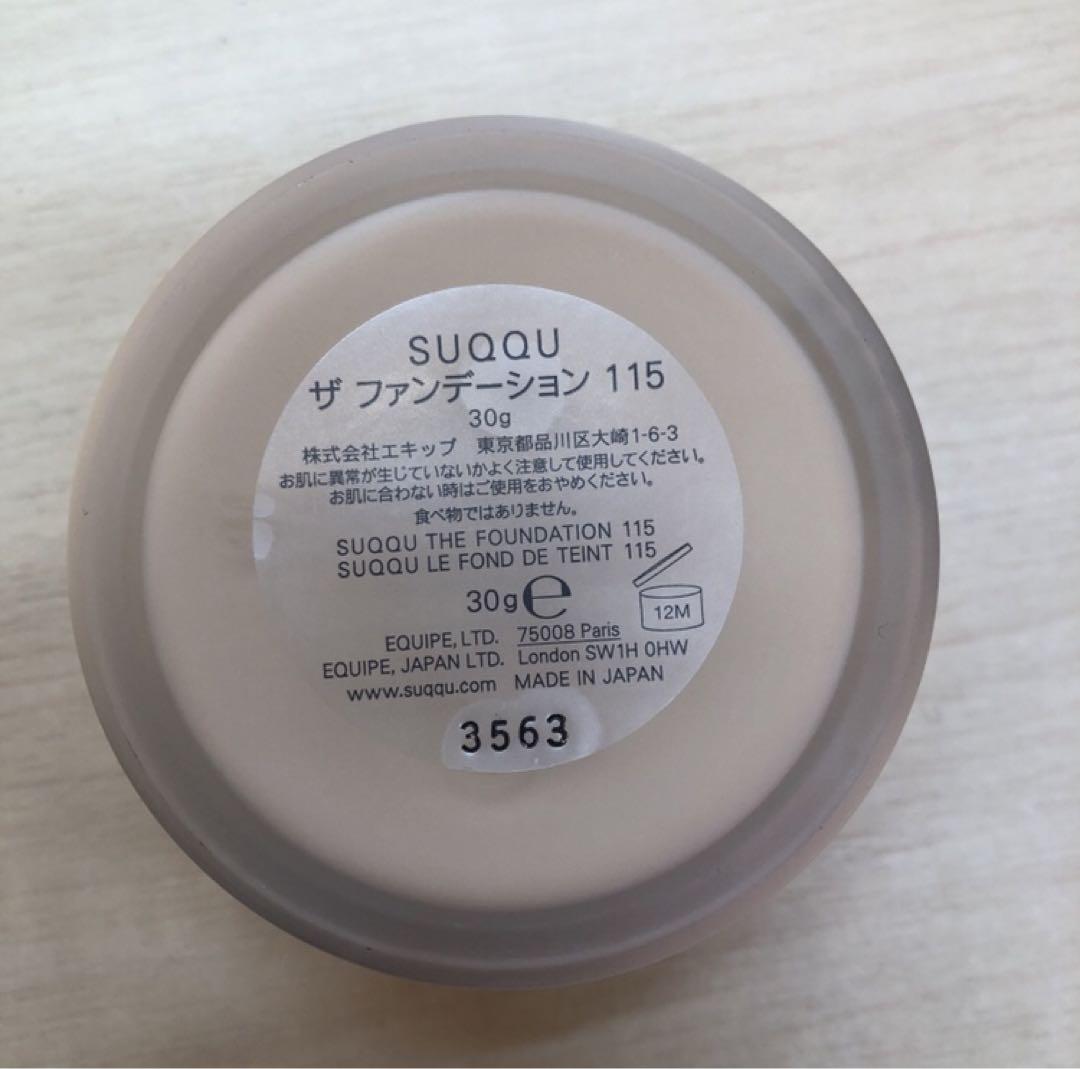 SUQQU
ザ ファンデーション 115
30g
株式会社エキップ 東京都品川区大崎1-6-3
お肌に異常が生じていないかよく注意して使用してください。
お肌に合わない時はご使用をおやめください。
食べ物ではありません。
SUQQU THE FOUNDATION 115
SUQQU LE FOND DE TEINT 115
30g℮
12M
EQUIPE, LTD. 75008 Paris
EQUIPE, JAPAN LTD. London SW1H 0HW
www.suqqu.com MADE IN JAPAN
3563